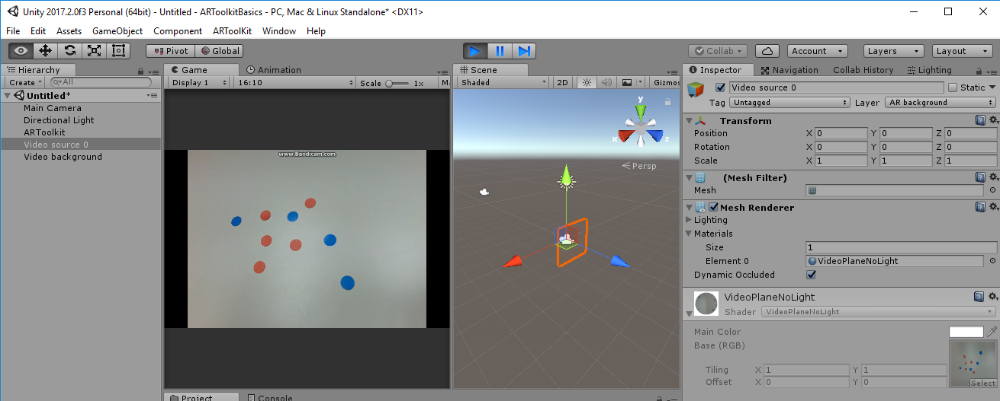 Unity 2017.2.0f3 Personal (64bit) - Untitled - ARToolkitBasics - PC, Mac & Linux Standalone* <DX11>
File Edit Assets GameObject Component ARToolKit Window Help
Pivot Global Collab Account Layers Layout
Hierarchy
Create All
Untitled*
Main Camera
Directional Light
ARToolkit
Video source 0
Video background
Game Animation
Display 1 16:10 Scale 1x M
www.Bandicam.com
Scene
Shaded 2D Gizmos
y
x z
Persp
Inspector Navigation Collab History Lighting
Video source 0 Static
Tag Untagged Layer AR background
Transform
Position X 0 Y 0 Z 0
Rotation X 0 Y 0 Z 0
Scale X 1 Y 1 Z 1
(Mesh Filter)
Mesh
Mesh Renderer
Lighting
Materials
Size 1
Element 0 VideoPlaneNoLight
Dynamic Occluded
VideoPlaneNoLight
Shader VideoPlaneNoLight
Main Color
Base (RGB)
Tiling X 1 Y 1
Offset X 0 Y 0
Select
Project Console